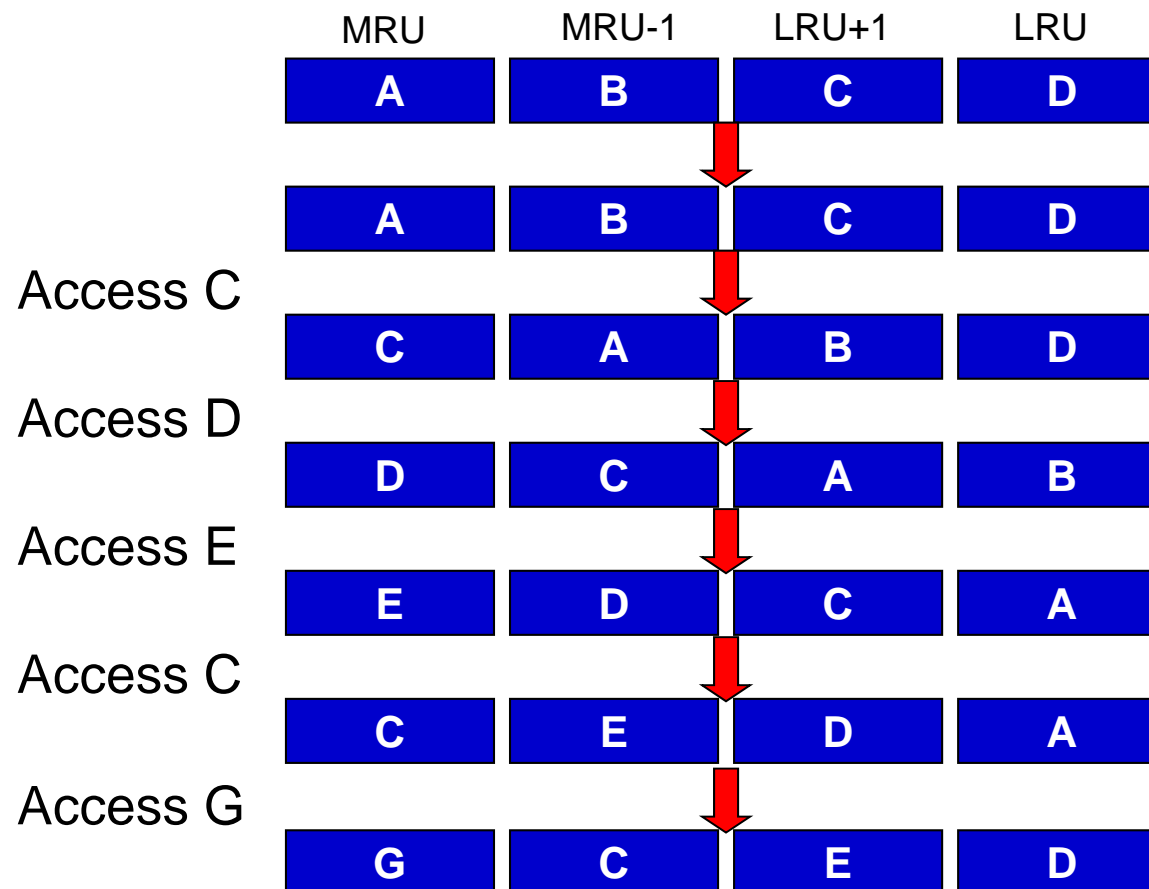 MRU MRU-1 LRU+1 LRU
A B C D
A B C D
Access C
C A B D
Access D
D C A B
Access E
E D C A
Access C
C E D A
Access G
G C E D